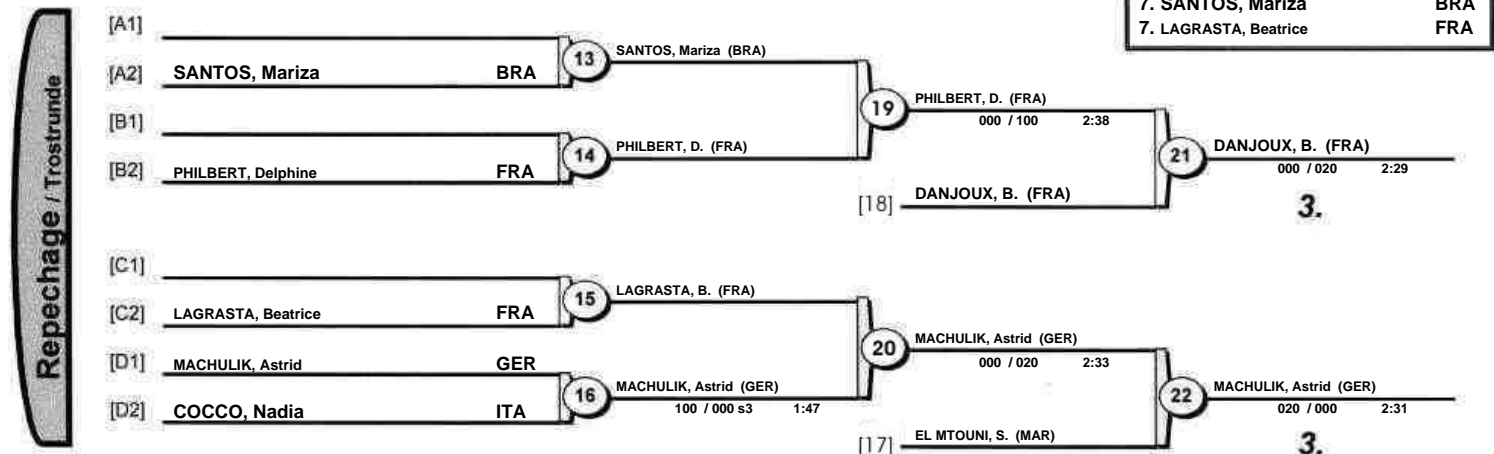 7. SANTOS, Mariza BRA
7. LAGRASTA, Beatrice FRA
Repechage / Trostrunde
[A1]
[A2] SANTOS, Mariza BRA
13
SANTOS, Mariza (BRA)
[B1]
[B2] PHILBERT, Delphine FRA
14
PHILBERT, D. (FRA)
19
PHILBERT, D. (FRA)
000 / 100 2:38
[18] DANJOUX, B. (FRA)
21
DANJOUX, B. (FRA)
000 / 020 2:29
3.
[C1]
[C2] LAGRASTA, Beatrice FRA
15
LAGRASTA, B. (FRA)
[D1] MACHULIK, Astrid GER
[D2] COCCO, Nadia ITA
16
MACHULIK, Astrid (GER)
100 / 000 s3 1:47
20
MACHULIK, Astrid (GER)
000 / 020 2:33
[17] EL MTOUNI, S. (MAR)
22
MACHULIK, Astrid (GER)
020 / 000 2:31
3.